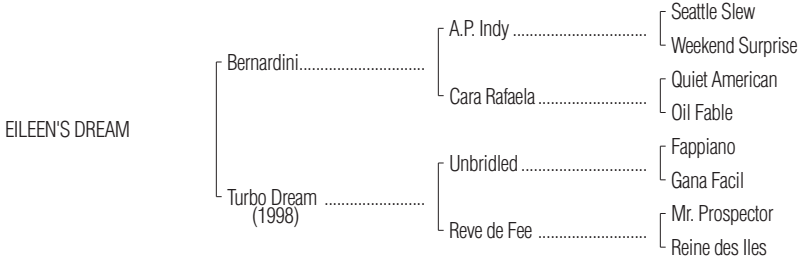 Seattle Slew
A.P. Indy ................................
Weekend Surprise
Bernardini..............................
Quiet American
Cara Rafaela ..........................
Oil Fable
EILEEN'S DREAM
Fappiano
Unbridled ..............................
Gana Facil
Turbo Dream ........................
(1998)
Mr. Prospector
Reve de Fee ..........................
Reine des Iles